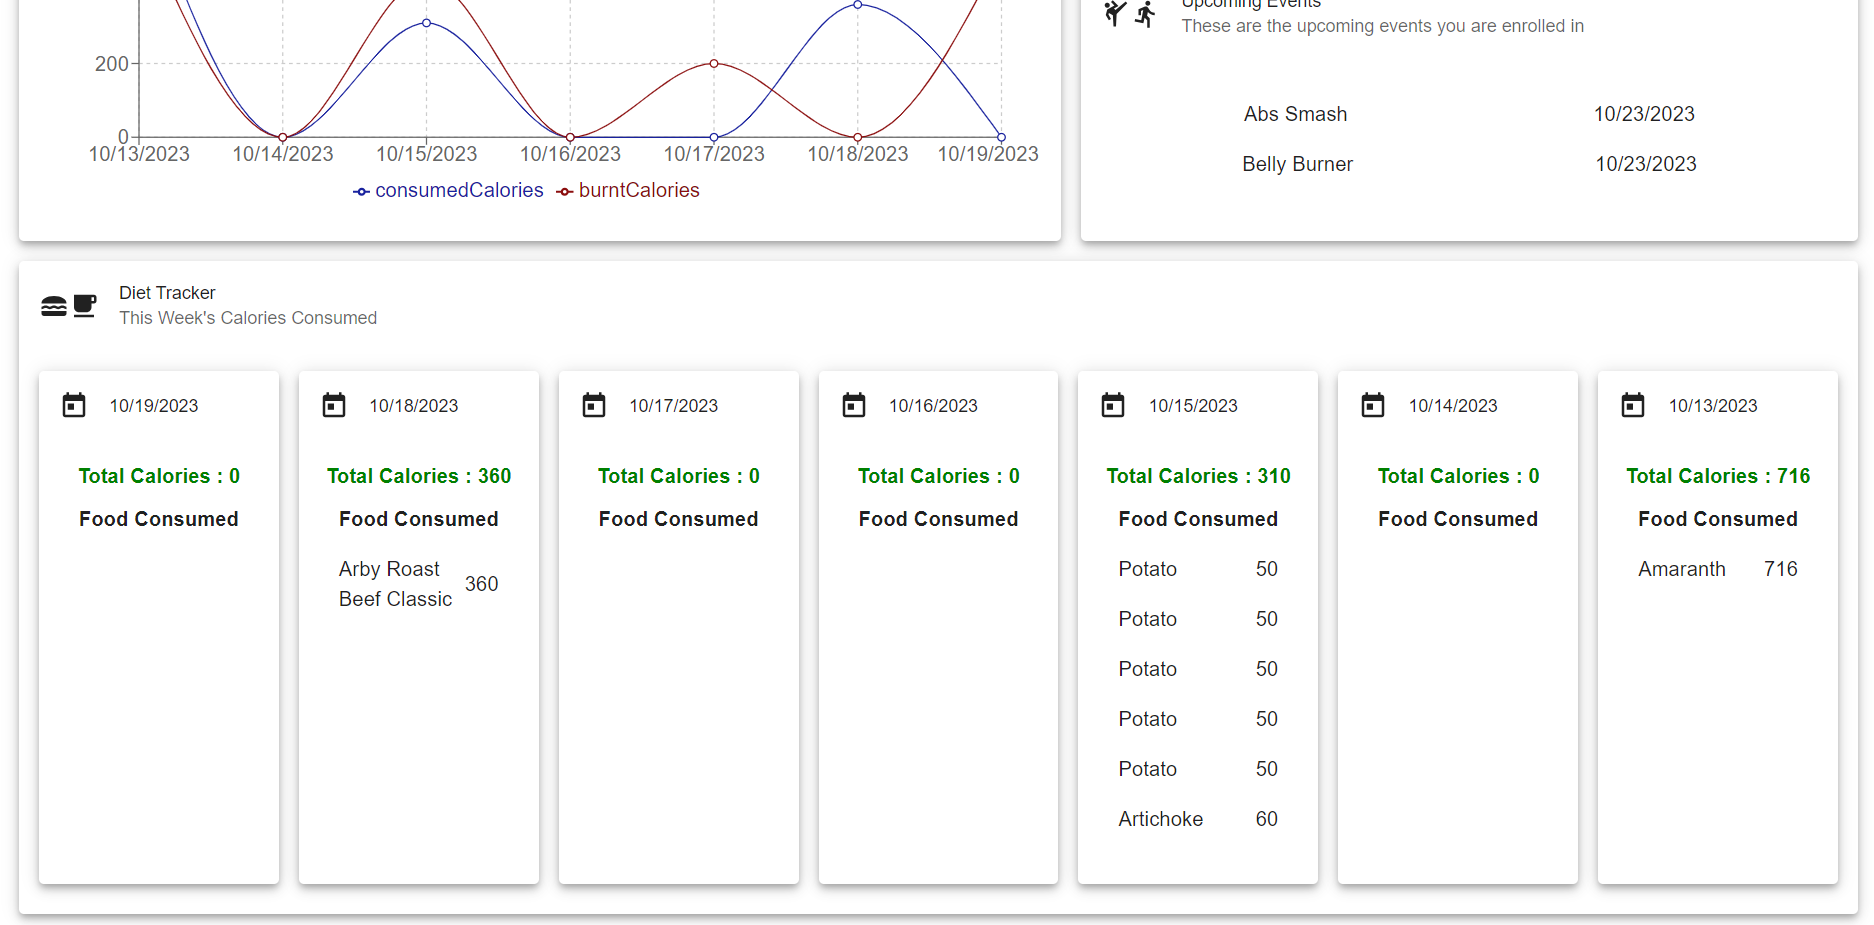 200
0
10/13/2023 10/14/2023 10/15/2023 10/16/2023 10/17/2023 10/18/2023 10/19/2023
consumedCalories burntCalories
Upcoming Events
These are the upcoming events you are enrolled in
Abs Smash 10/23/2023
Belly Burner 10/23/2023
Diet Tracker
This Week's Calories Consumed
10/19/2023
Total Calories : 0
Food Consumed
10/18/2023
Total Calories : 360
Food Consumed
Arby Roast
Beef Classic
360
10/17/2023
Total Calories : 0
Food Consumed
10/16/2023
Total Calories : 0
Food Consumed
10/15/2023
Total Calories : 310
Food Consumed
Potato 50
Potato 50
Potato 50
Potato 50
Potato 50
Artichoke 60
10/14/2023
Total Calories : 0
Food Consumed
10/13/2023
Total Calories : 716
Food Consumed
Amaranth 716